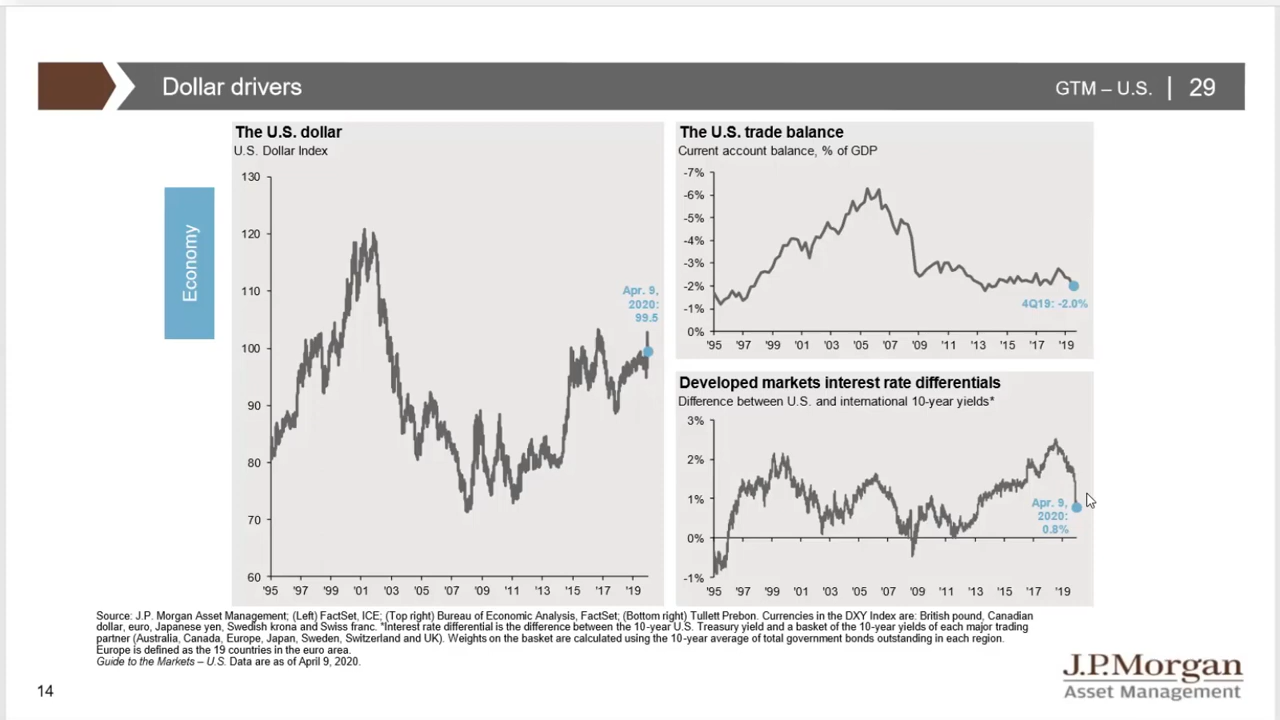 Dollar drivers
GTM – U.S. | 29
Economy
The U.S. dollar
U.S. Dollar Index
130
120
110
100
90
80
70
60
'95 '97 '99 '01 '03 '05 '07 '09 '11 '13 '15 '17 '19
Apr. 9,
2020:
99.5
The U.S. trade balance
Current account balance, % of GDP
-7%
-6%
-5%
-4%
-3%
-2%
-1%
0%
'95 '97 '99 '01 '03 '05 '07 '09 '11 '13 '15 '17 '19
4Q19: -2.0%
Developed markets interest rate differentials
Difference between U.S. and international 10-year yields*
3%
2%
1%
0%
-1%
'95 '97 '99 '01 '03 '05 '07 '09 '11 '13 '15 '17 '19
Apr. 9,
2020:
0.8%
Source: J.P. Morgan Asset Management; (Left) FactSet, ICE; (Top right) Bureau of Economic Analysis, FactSet; (Bottom right) Tullett Prebon. Currencies in the DXY Index are: British pound, Canadian
dollar, euro, Japanese yen, Swedish krona and Swiss franc. *Interest rate differential is the difference between the 10-year U.S. Treasury yield and a basket of the 10-year yields of each major trading
partner (Australia, Canada, Europe, Japan, Sweden, Switzerland and UK). Weights on the basket are calculated using the 10-year average of total government bonds outstanding in each region.
Europe is defined as the 19 countries in the euro area.
Guide to the Markets – U.S. Data are as of April 9, 2020.
14
J.P.Morgan
Asset Management